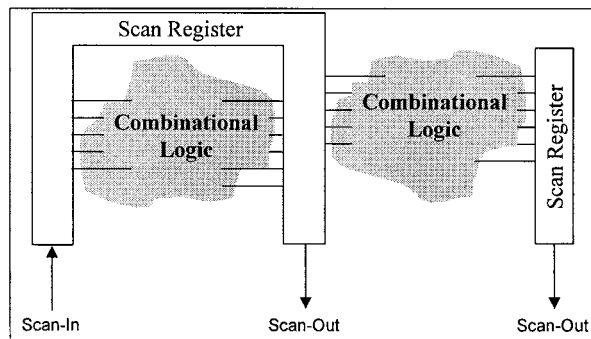 Scan Register
Combinational
Logic
Combinational
Logic
Scan Register
Scan-In
Scan-Out
Scan-Out